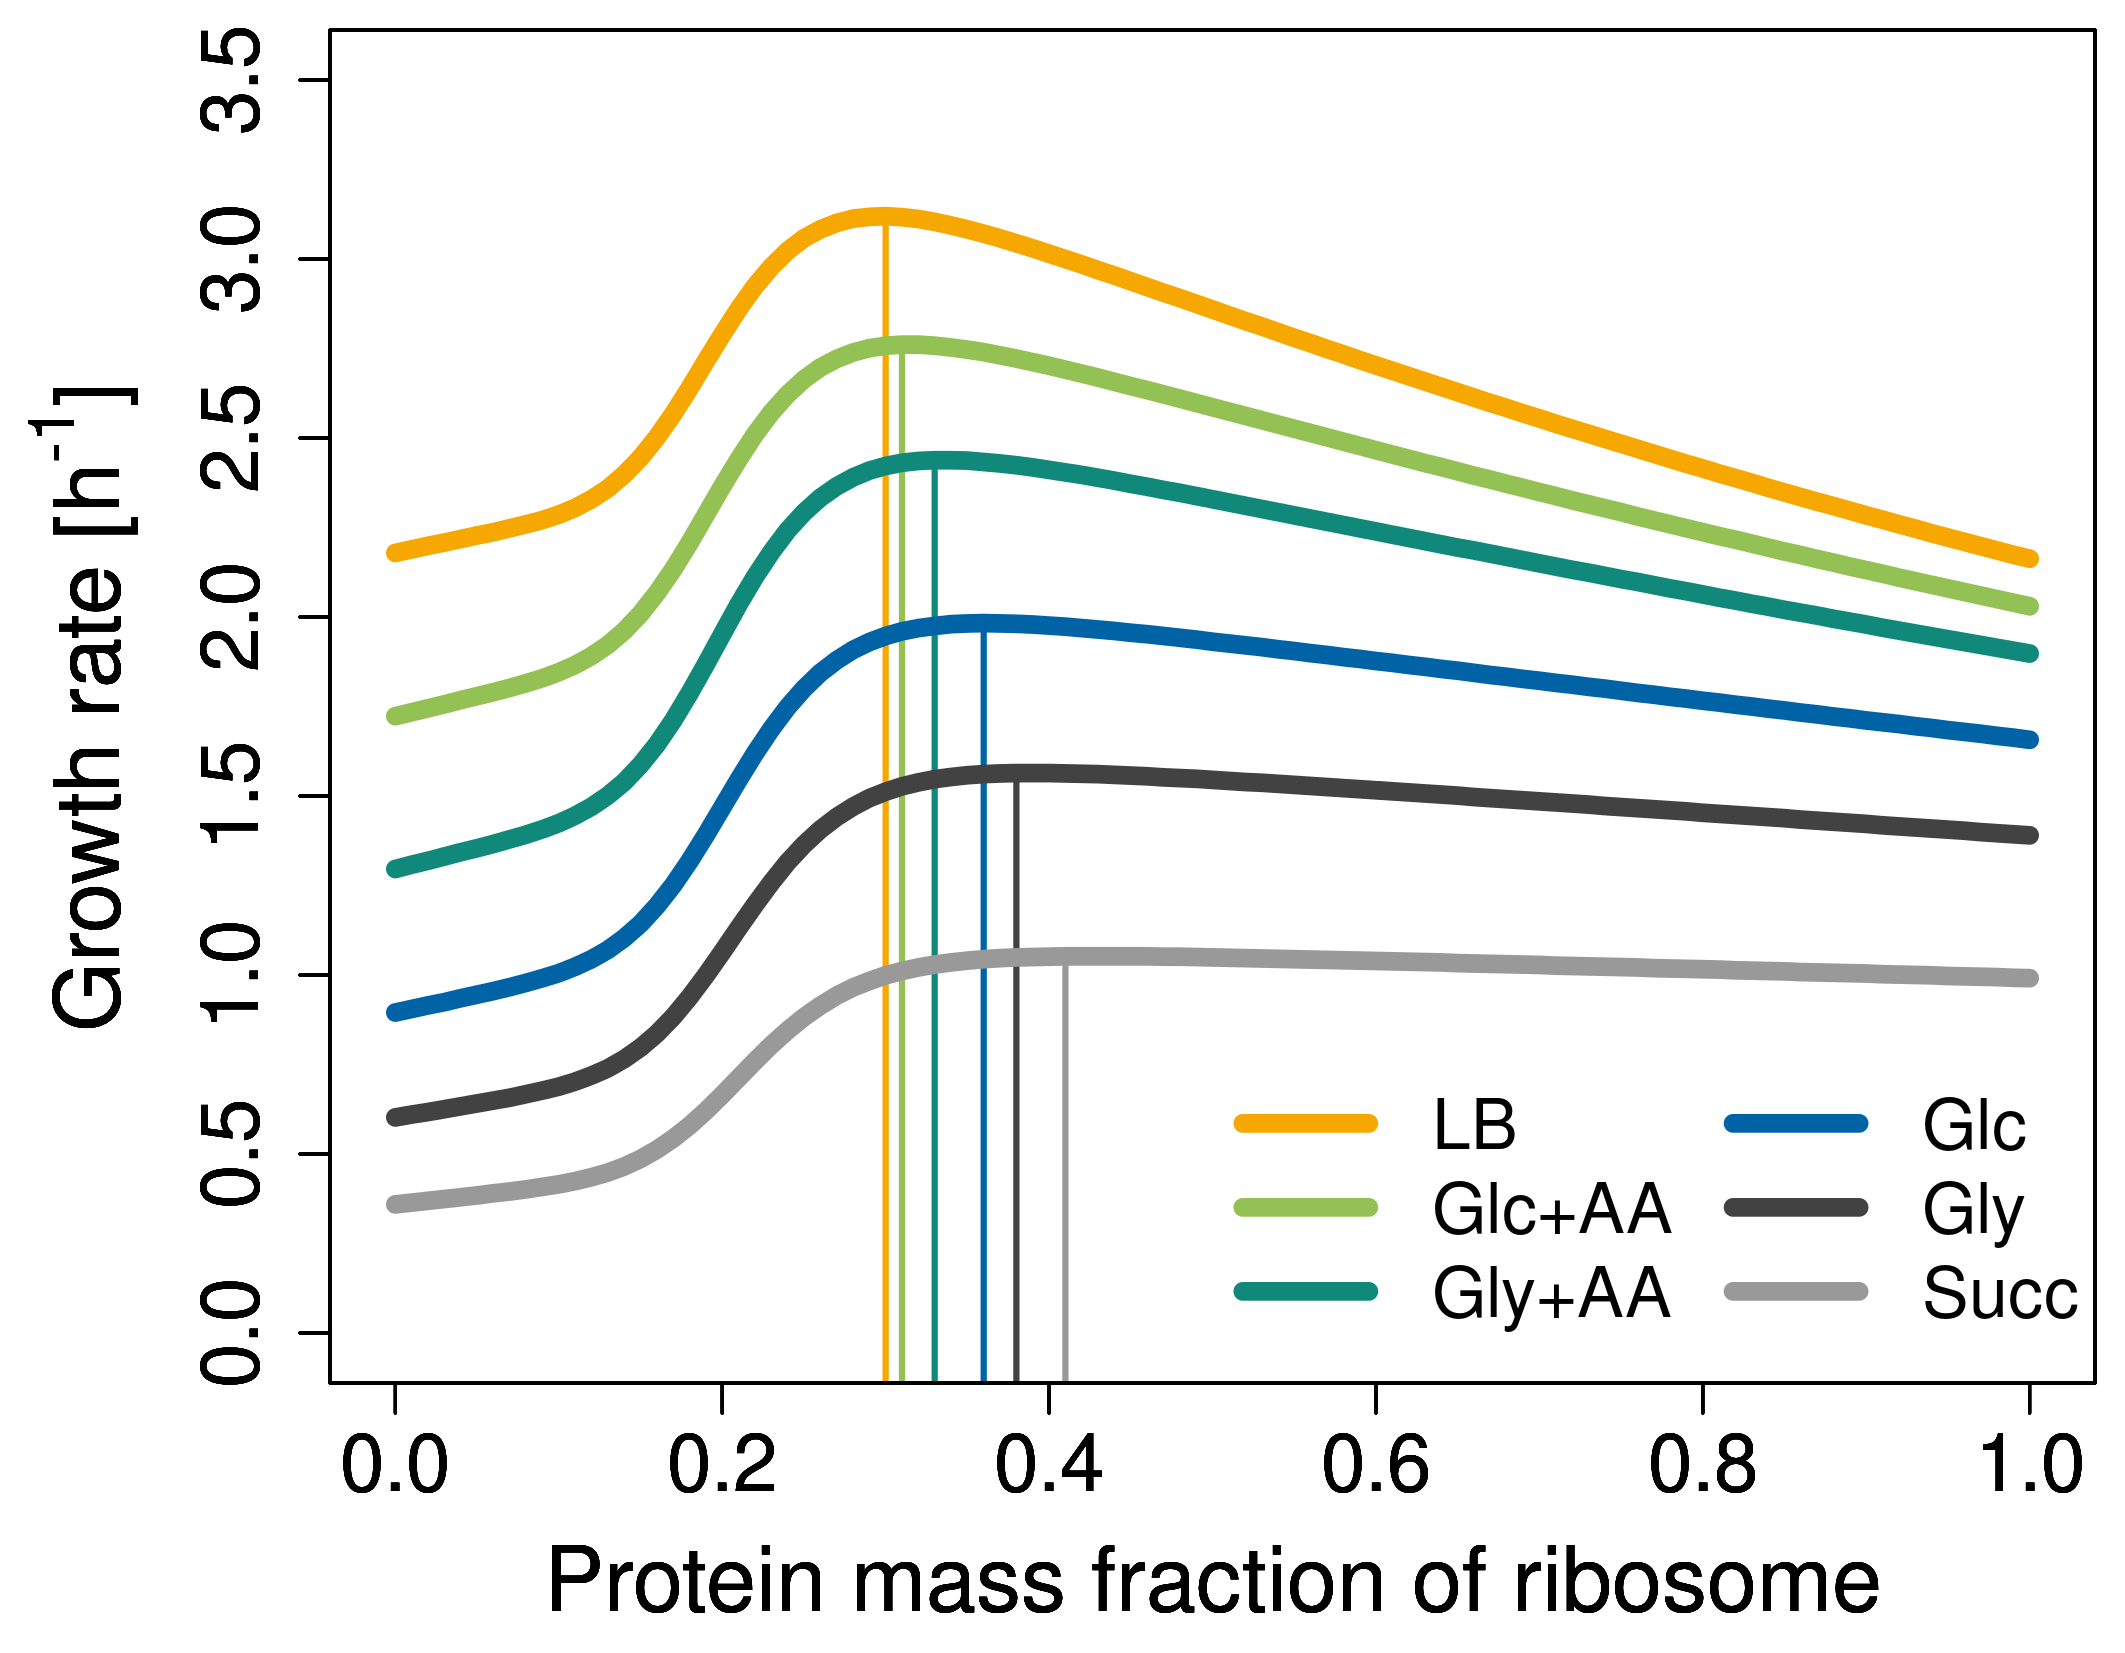 Growth rate [h⁻¹]
3.5
3.0
2.5
2.0
1.5
1.0
0.5
0.0
LB
Glc+AA
Gly+AA
Glc
Gly
Succ
0.0 0.2 0.4 0.6 0.8 1.0
Protein mass fraction of ribosome